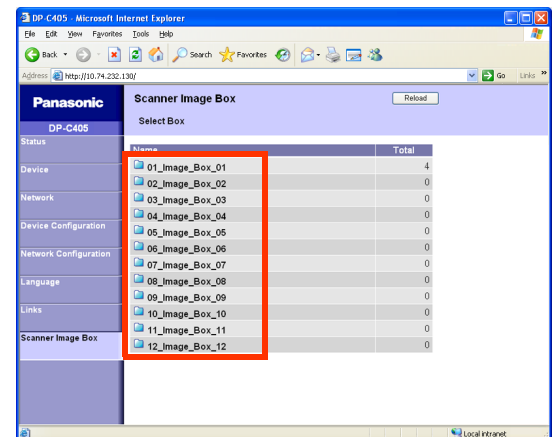 DP-C405 - Microsoft Internet Explorer
File Edit View Favorites Tools Help
Back Search Favorites
Address http://10.74.232.130/ Go Links »
Panasonic
DP-C405
Scanner Image Box Reload
Select Box
Status
Device
Network
Device Configuration
Network Configuration
Language
Links
Scanner Image Box
Name Total
01_Image_Box_01 4
02_Image_Box_02 0
03_Image_Box_03 0
04_Image_Box_04 0
05_Image_Box_05 0
06_Image_Box_06 0
07_Image_Box_07 0
08_Image_Box_08 0
09_Image_Box_09 0
10_Image_Box_10 0
11_Image_Box_11 0
12_Image_Box_12 0
Local intranet